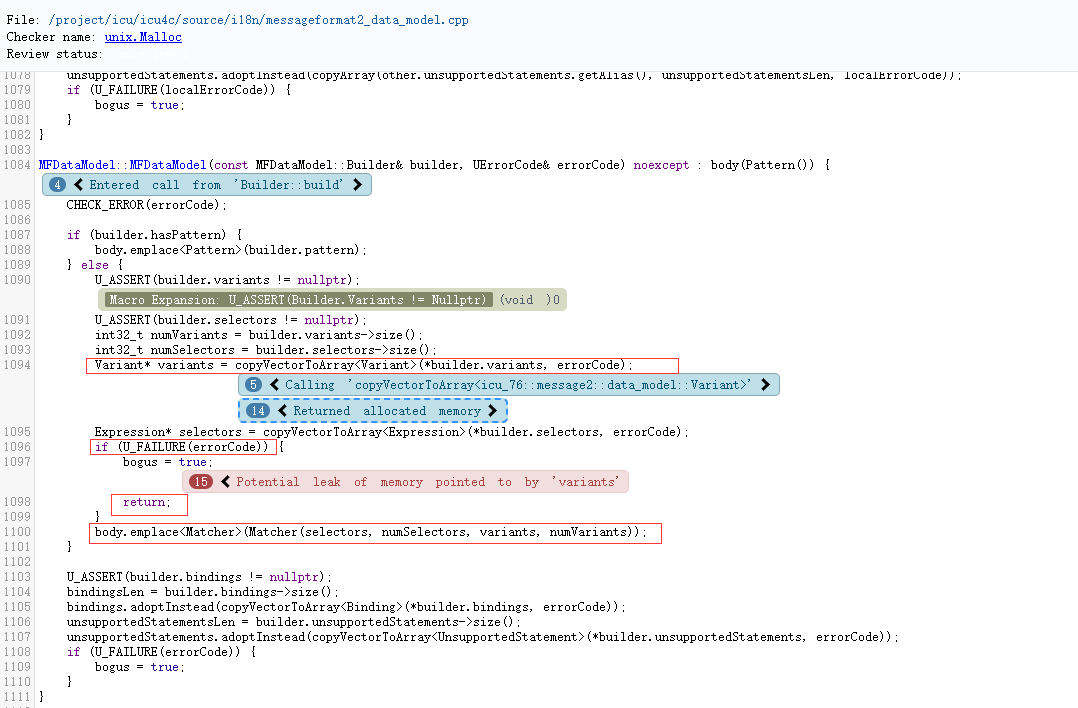 File: /project/icu/icu4c/source/i18n/messageformat2_data_model.cpp
Checker name: unix.Malloc
Review status:
1078 unsupportedStatements.adoptInstead(copyArray(other.unsupportedStatements.getAlias(), unsupportedStatementsLen, localErrorCode));
1079 if (U_FAILURE(localErrorCode)) {
1080 bogus = true;
1081 }
1082 }
1083
1084 MFDataModel::MFDataModel(const MFDataModel::Builder& builder, UErrorCode& errorCode) noexcept : body(Pattern()) {
4 Entered call from 'Builder::build'
1085 CHECK_ERROR(errorCode);
1086
1087 if (builder.hasPattern) {
1088 body.emplace<Pattern>(builder.pattern);
1089 } else {
1090 U_ASSERT(builder.variants != nullptr);
Macro Expansion: U_ASSERT(Builder.Variants != Nullptr) (void )0
1091 U_ASSERT(builder.selectors != nullptr);
1092 int32_t numVariants = builder.variants->size();
1093 int32_t numSelectors = builder.selectors->size();
1094 Variant* variants = copyVectorToArray<Variant>(*builder.variants, errorCode);
5 Calling 'copyVectorToArray<icu_76::message2::data_model::Variant>'
14 Returned allocated memory
1095 Expression* selectors = copyVectorToArray<Expression>(*builder.selectors, errorCode);
1096 if (U_FAILURE(errorCode)) {
1097 bogus = true;
15 Potential leak of memory pointed to by 'variants'
1098 return;
1099 }
1100 body.emplace<Matcher>(Matcher(selectors, numSelectors, variants, numVariants));
1101 }
1102
1103 U_ASSERT(builder.bindings != nullptr);
1104 bindingsLen = builder.bindings->size();
1105 bindings.adoptInstead(copyVectorToArray<Binding>(*builder.bindings, errorCode));
1106 unsupportedStatementsLen = builder.unsupportedStatements->size();
1107 unsupportedStatements.adoptInstead(copyVectorToArray<UnsupportedStatement>(*builder.unsupportedStatements, errorCode));
1108 if (U_FAILURE(errorCode)) {
1109 bogus = true;
1110 }
1111 }